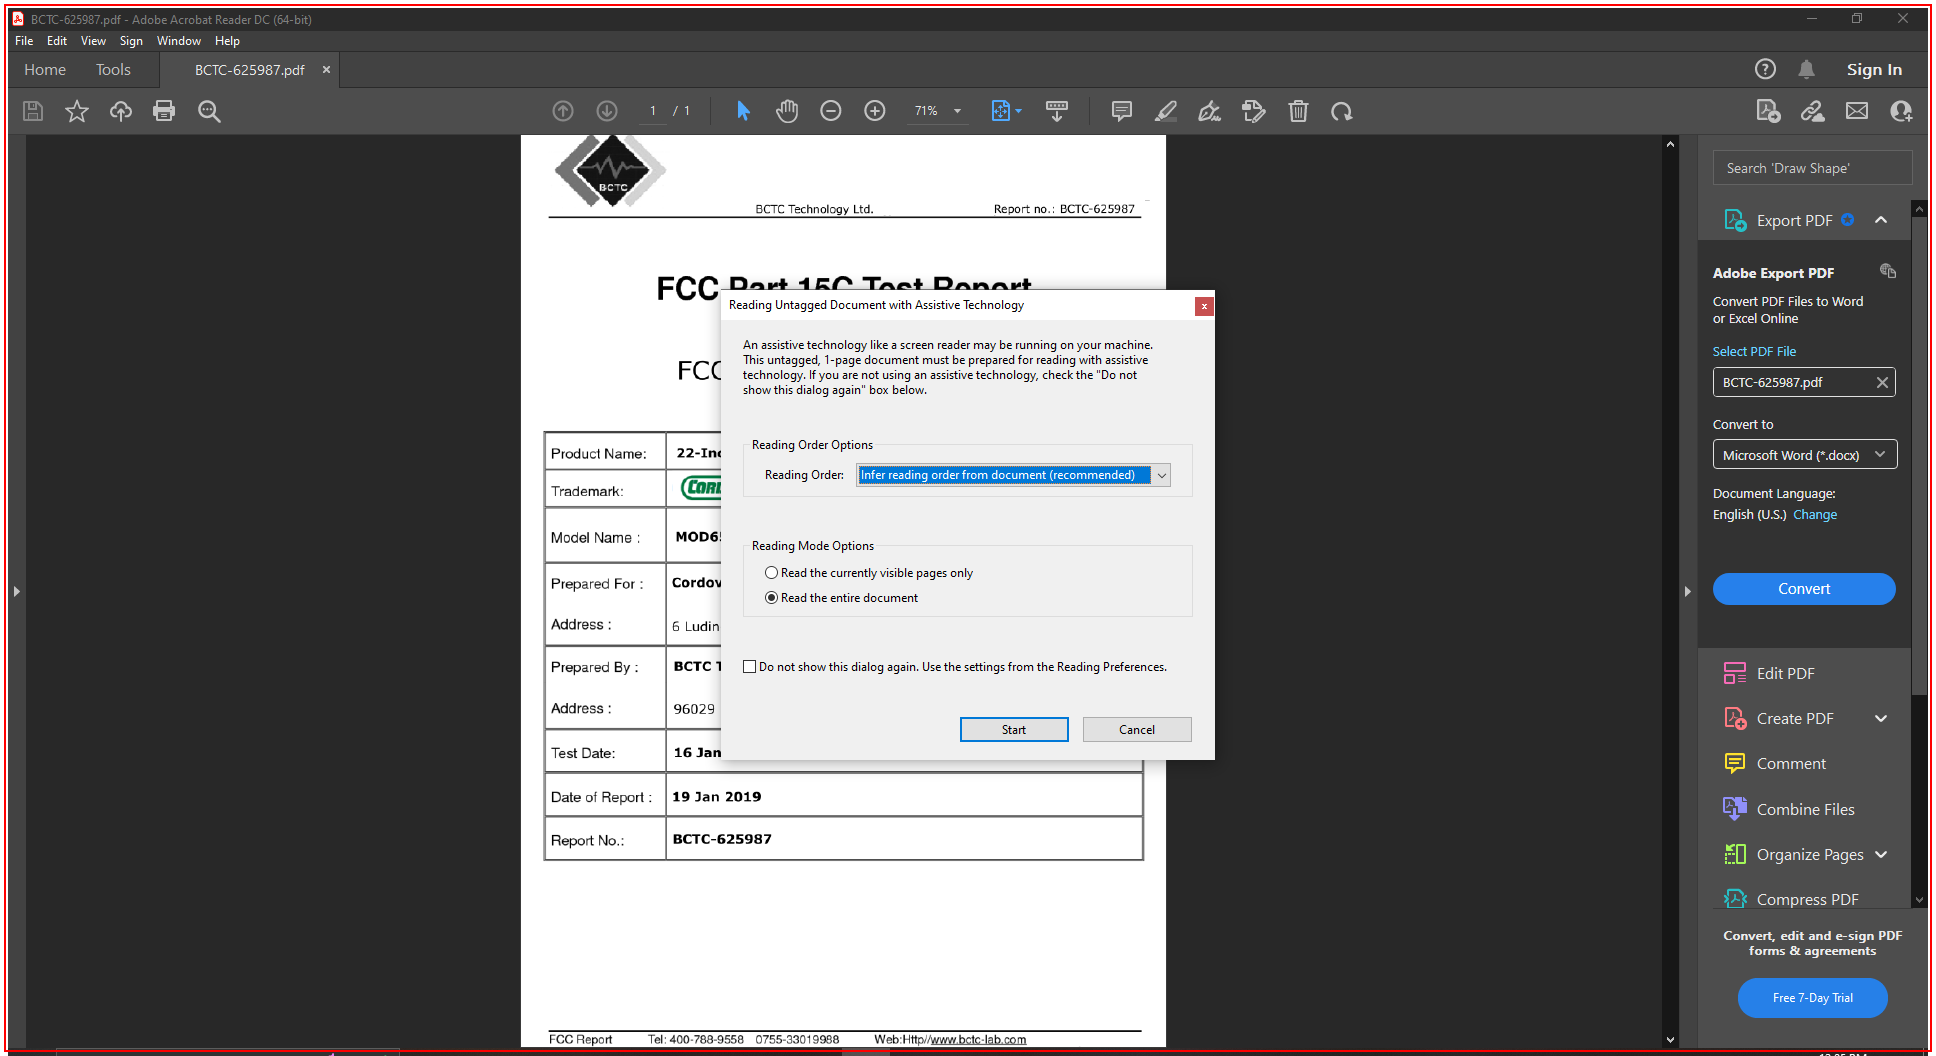 BCTC-625987.pdf - Adobe Acrobat Reader DC (64-bit)
File Edit View Sign Window Help
Home Tools BCTC-625987.pdf Sign In
1 / 1 71%
BCTC
BCTC Technology Ltd. Report no.: BCTC-625987
FCC Part 15C Test Report
FCC
Product Name: 22-Inc
Trademark:
Model Name :
Prepared For : Cordov
Address : 6 Ludin
Prepared By : BCTC T
Address : 96029
Test Date: 16 Jan
Date of Report : 19 Jan 2019
Report No.: BCTC-625987
FCC Report Tel: 400-788-9558 0755-33019988 Web:Http//www.bctc-lab.com
Reading Untagged Document with Assistive Technology
An assistive technology like a screen reader may be running on your machine.
This untagged, 1-page document must be prepared for reading with assistive
technology. If you are not using an assistive technology, check the "Do not
show this dialog again" box below.
Reading Order Options
Reading Order: Infer reading order from document (recommended)
Reading Mode Options
Read the currently visible pages only
Read the entire document
Do not show this dialog again. Use the settings from the Reading Preferences.
Start Cancel
Search 'Draw Shape'
Export PDF
Adobe Export PDF
Convert PDF Files to Word
or Excel Online
Select PDF File
BCTC-625987.pdf
Convert to
Microsoft Word (*.docx)
Document Language:
English (U.S.) Change
Convert
Edit PDF
Create PDF
Comment
Combine Files
Organize Pages
Compress PDF
Convert, edit and e-sign PDF
forms & agreements
Free 7-Day Trial